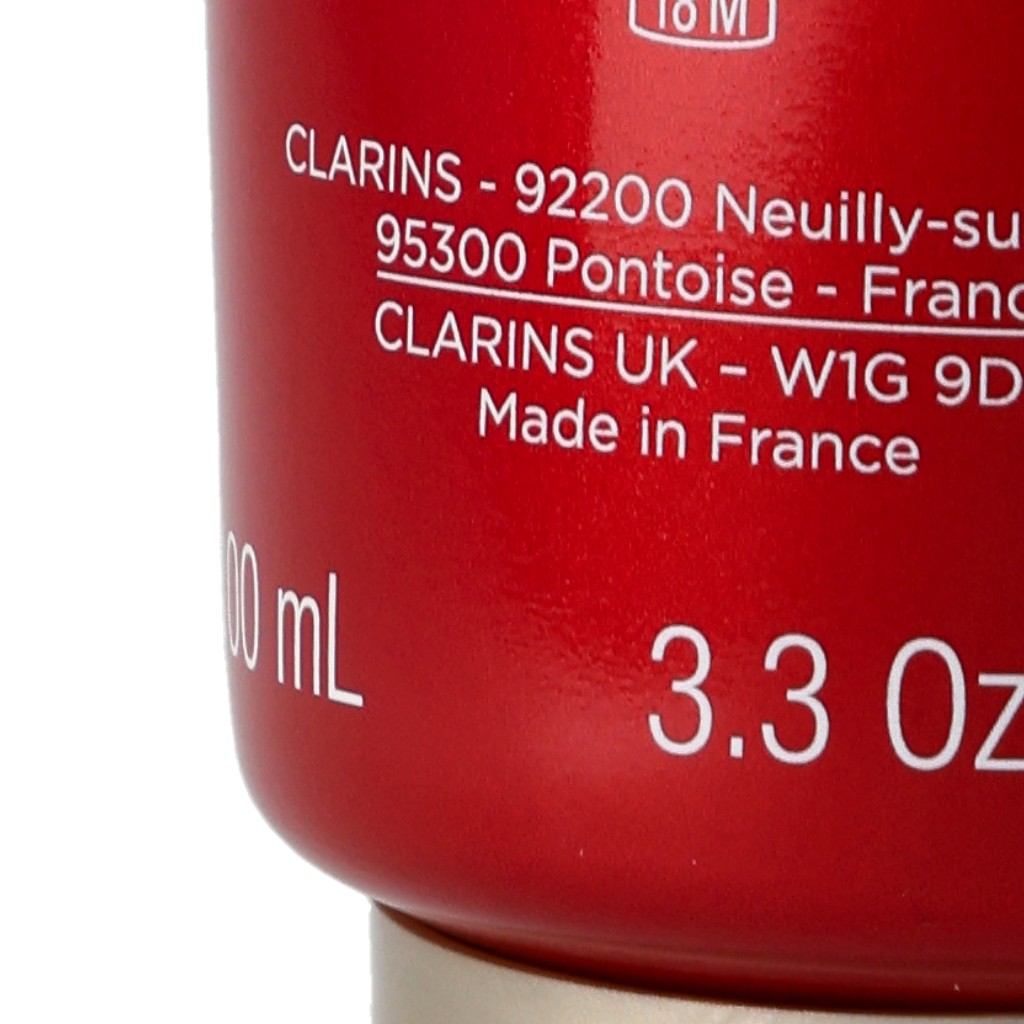 18 M
CLARINS - 92200 Neuilly-su
95300 Pontoise - Franc
CLARINS UK – W1G 9D
Made in France
00 mL
3.3 Oz